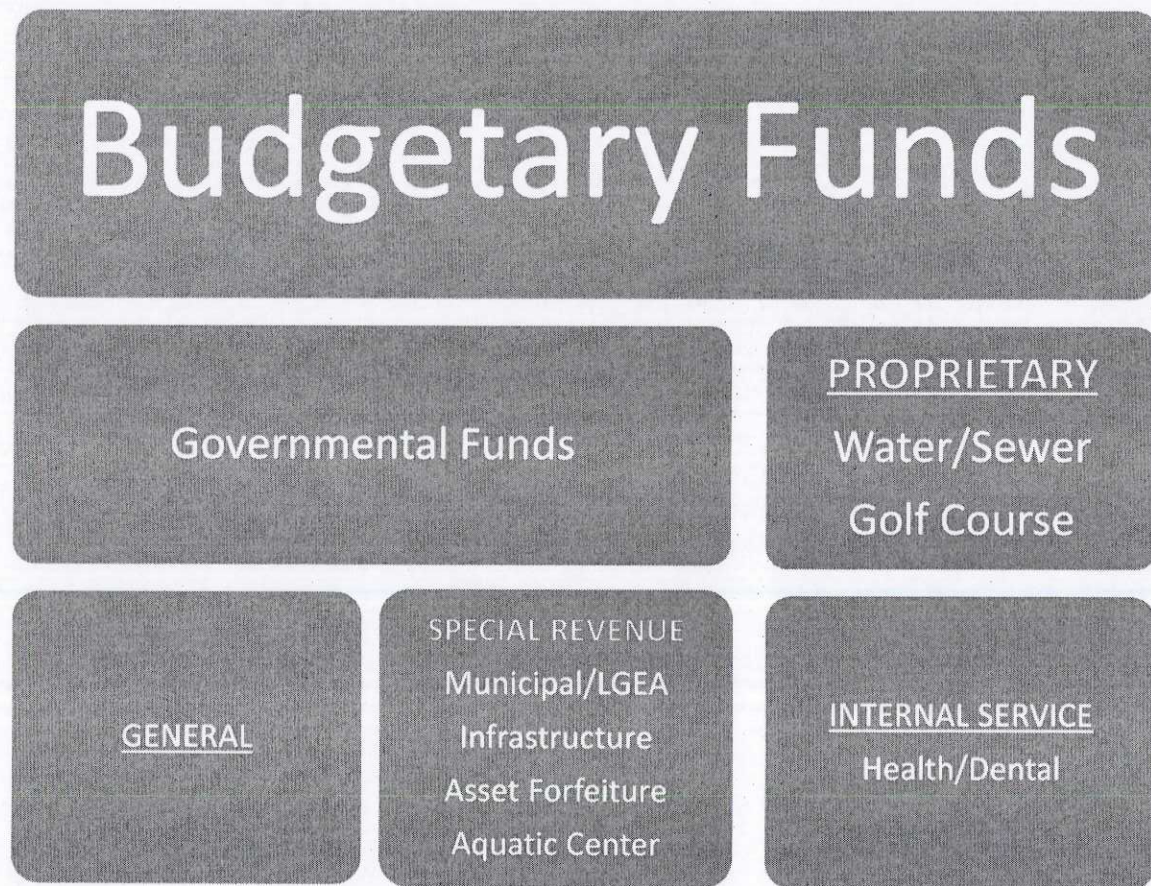 Budgetary Funds
Governmental Funds
PROPRIETARY
Water/Sewer
Golf Course
GENERAL
SPECIAL REVENUE
Municipal/LGEA
Infrastructure
Asset Forfeiture
Aquatic Center
INTERNAL SERVICE
Health/Dental